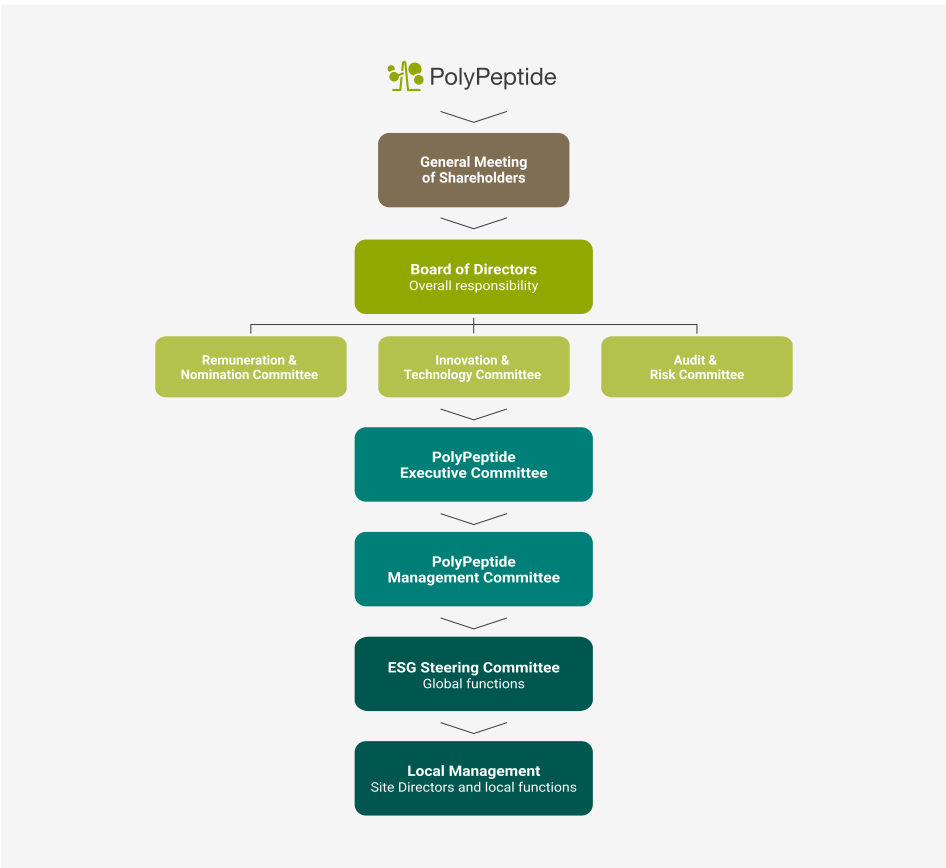 PolyPeptide
General Meeting
of Shareholders
Board of Directors
Overall responsibility
Remuneration &
Nomination Committee
Innovation &
Technology Committee
Audit &
Risk Committee
PolyPeptide
Executive Committee
PolyPeptide
Management Committee
ESG Steering Committee
Global functions
Local Management
Site Directors and local functions